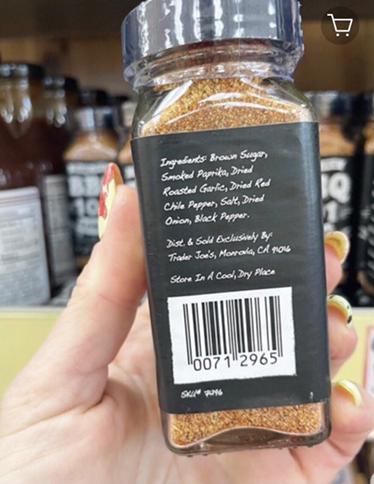 Ingredients: Brown Sugar,
Smoked Paprika, Dried
Roasted Garlic, Dried Red
Chile Pepper, Salt, Dried
Onion, Black Pepper.
Dist. & Sold Exclusively By:
Trader Joe's, Monrovia, CA 91016
Store In A Cool, Dry Place
0071 2965
SKU#
BBQ